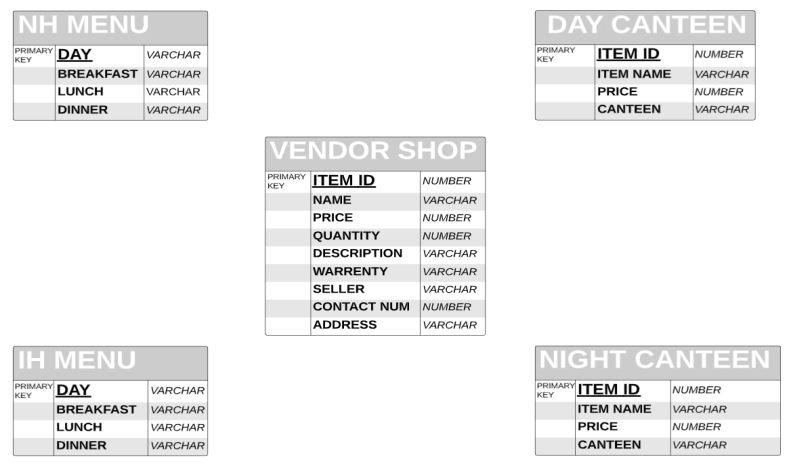 NH MENU
PRIMARY KEY DAY VARCHAR
BREAKFAST VARCHAR
LUNCH VARCHAR
DINNER VARCHAR
DAY CANTEEN
PRIMARY KEY ITEM ID NUMBER
ITEM NAME VARCHAR
PRICE NUMBER
CANTEEN VARCHAR
VENDOR SHOP
PRIMARY KEY ITEM ID NUMBER
NAME VARCHAR
PRICE NUMBER
QUANTITY NUMBER
DESCRIPTION VARCHAR
WARRENTY VARCHAR
SELLER VARCHAR
CONTACT NUM NUMBER
ADDRESS VARCHAR
IH MENU
PRIMARY KEY DAY VARCHAR
BREAKFAST VARCHAR
LUNCH VARCHAR
DINNER VARCHAR
NIGHT CANTEEN
PRIMARY KEY ITEM ID NUMBER
ITEM NAME VARCHAR
PRICE NUMBER
CANTEEN VARCHAR